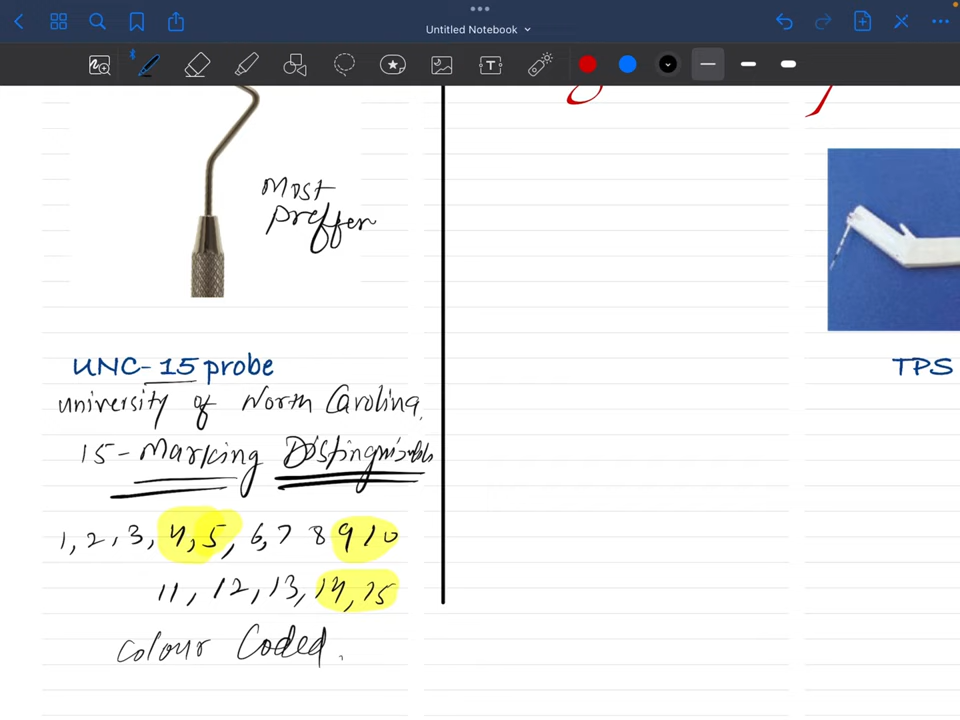 Untitled Notebook
Most
preffer
UNC-15 probe
university of North Carolina,
15-Marking Distinguishable
1, 2, 3, 4, 5, 6, 7 8 9 10
11, 12, 13, 14, 15
colour Coded.
TPS